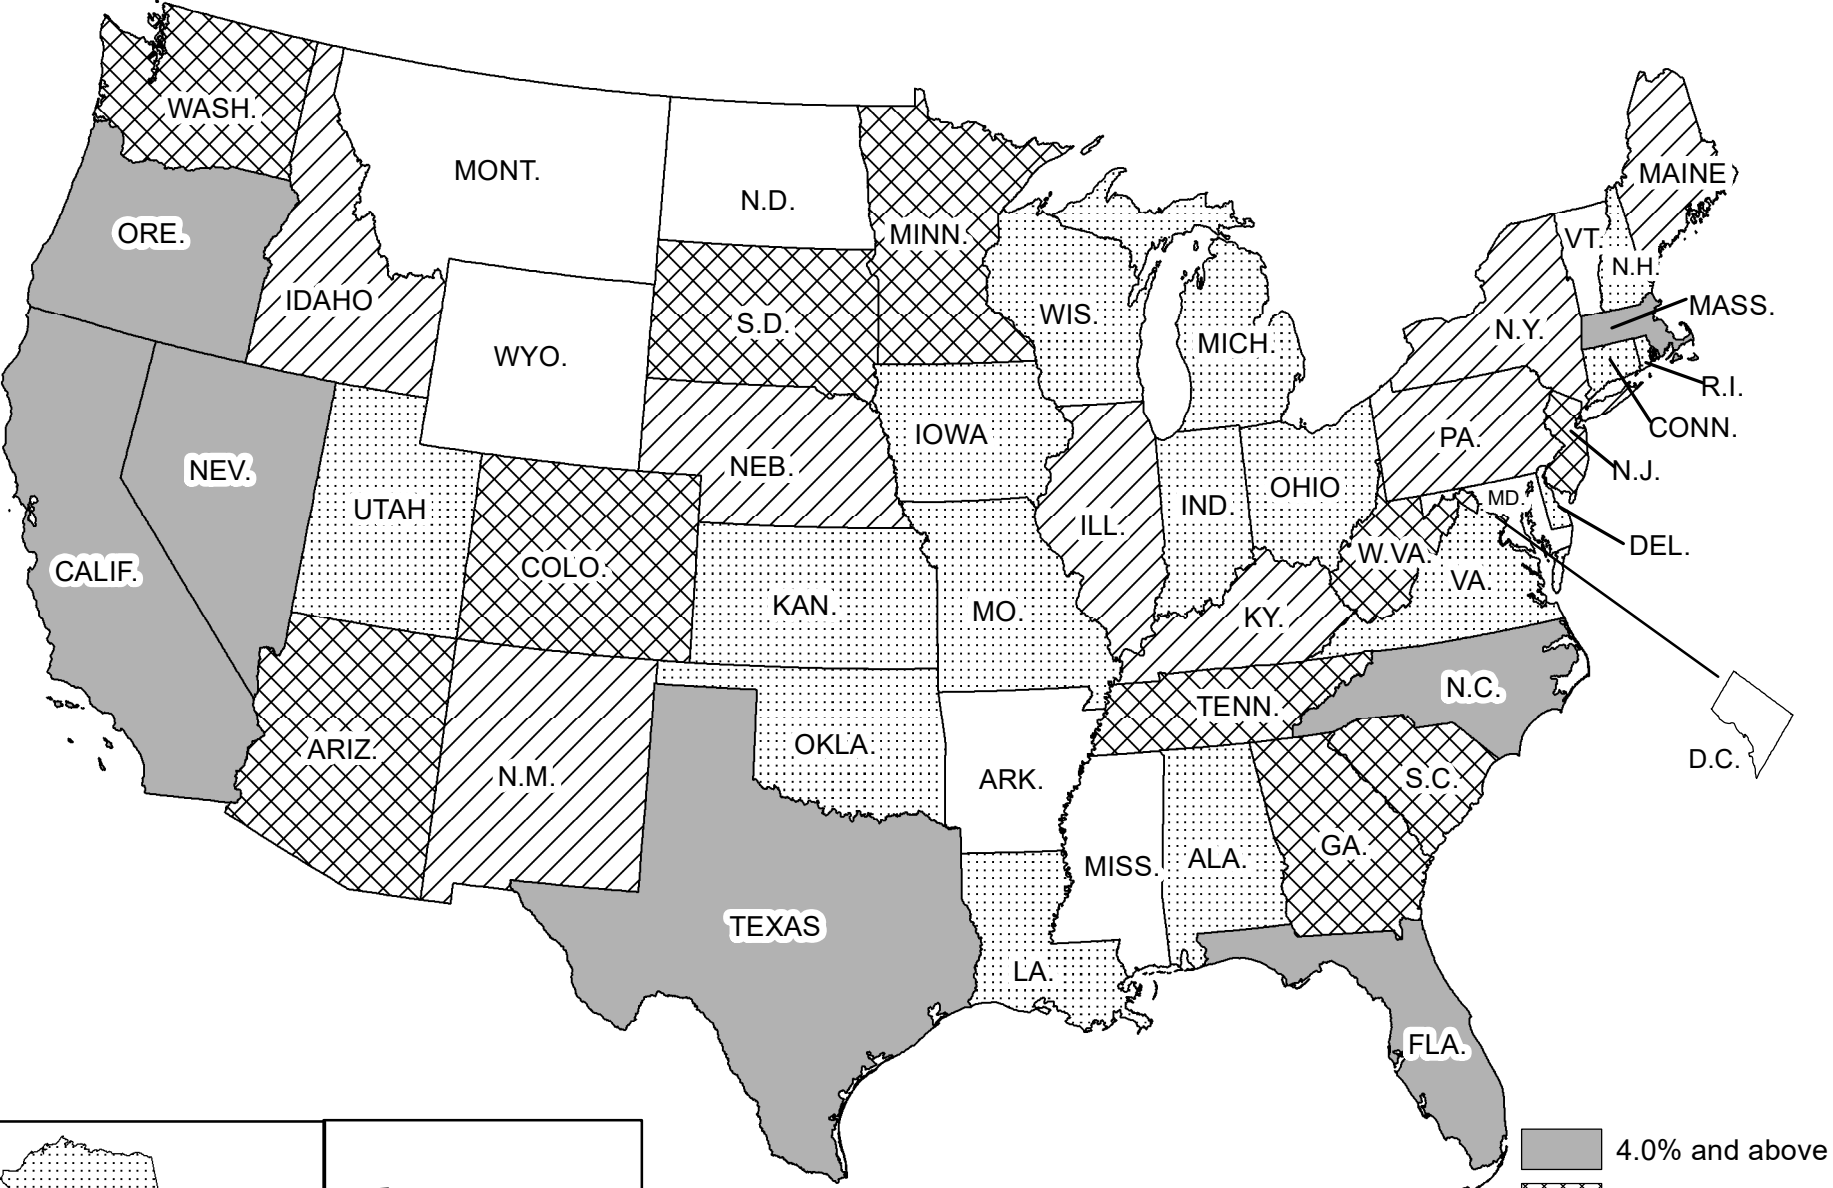 WASH.
MONT.
N.D.
MINN.
MAINE
ORE.
IDAHO
VT.
N.H.
S.D.
WIS.
MICH.
N.Y.
MASS.
WYO.
R.I.
CONN.
NEV.
NEB.
IOWA
PA.
N.J.
UTAH
OHIO
IND.
MD.
ILL.
DEL.
CALIF.
COLO.
W.VA.
VA.
KAN.
MO.
KY.
N.C.
TENN.
ARIZ.
N.M.
OKLA.
ARK.
S.C.
D.C.
GA.
MISS.
ALA.
TEXAS
LA.
FLA.
4.0% and above